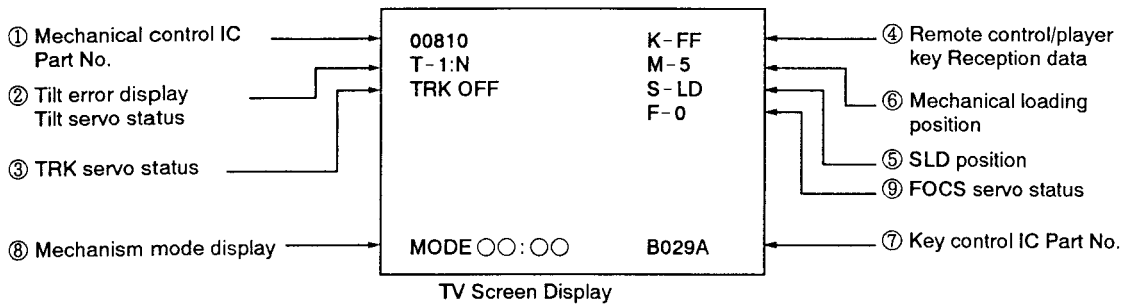 ① Mechanical control IC
Part No.
② Tilt error display
Tilt servo status
③ TRK servo status
⑧ Mechanism mode display
00810
T-1:N
TRK OFF
K-FF
M-5
S-LD
F-0
MODE○○:○○
B029A
④ Remote control/player
key Reception data
⑥ Mechanical loading
position
⑤ SLD position
⑨ FOCS servo status
⑦ Key control IC Part No.
TV Screen Display